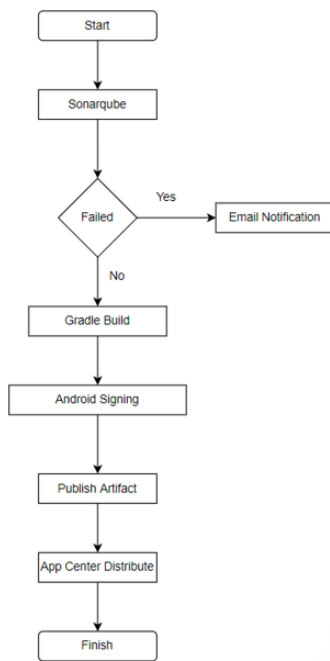 Start
Sonarqube
Yes
Failed
Email Notification
No
Gradle Build
Android Signing
Publish Artifact
App Center Distribute
Finish